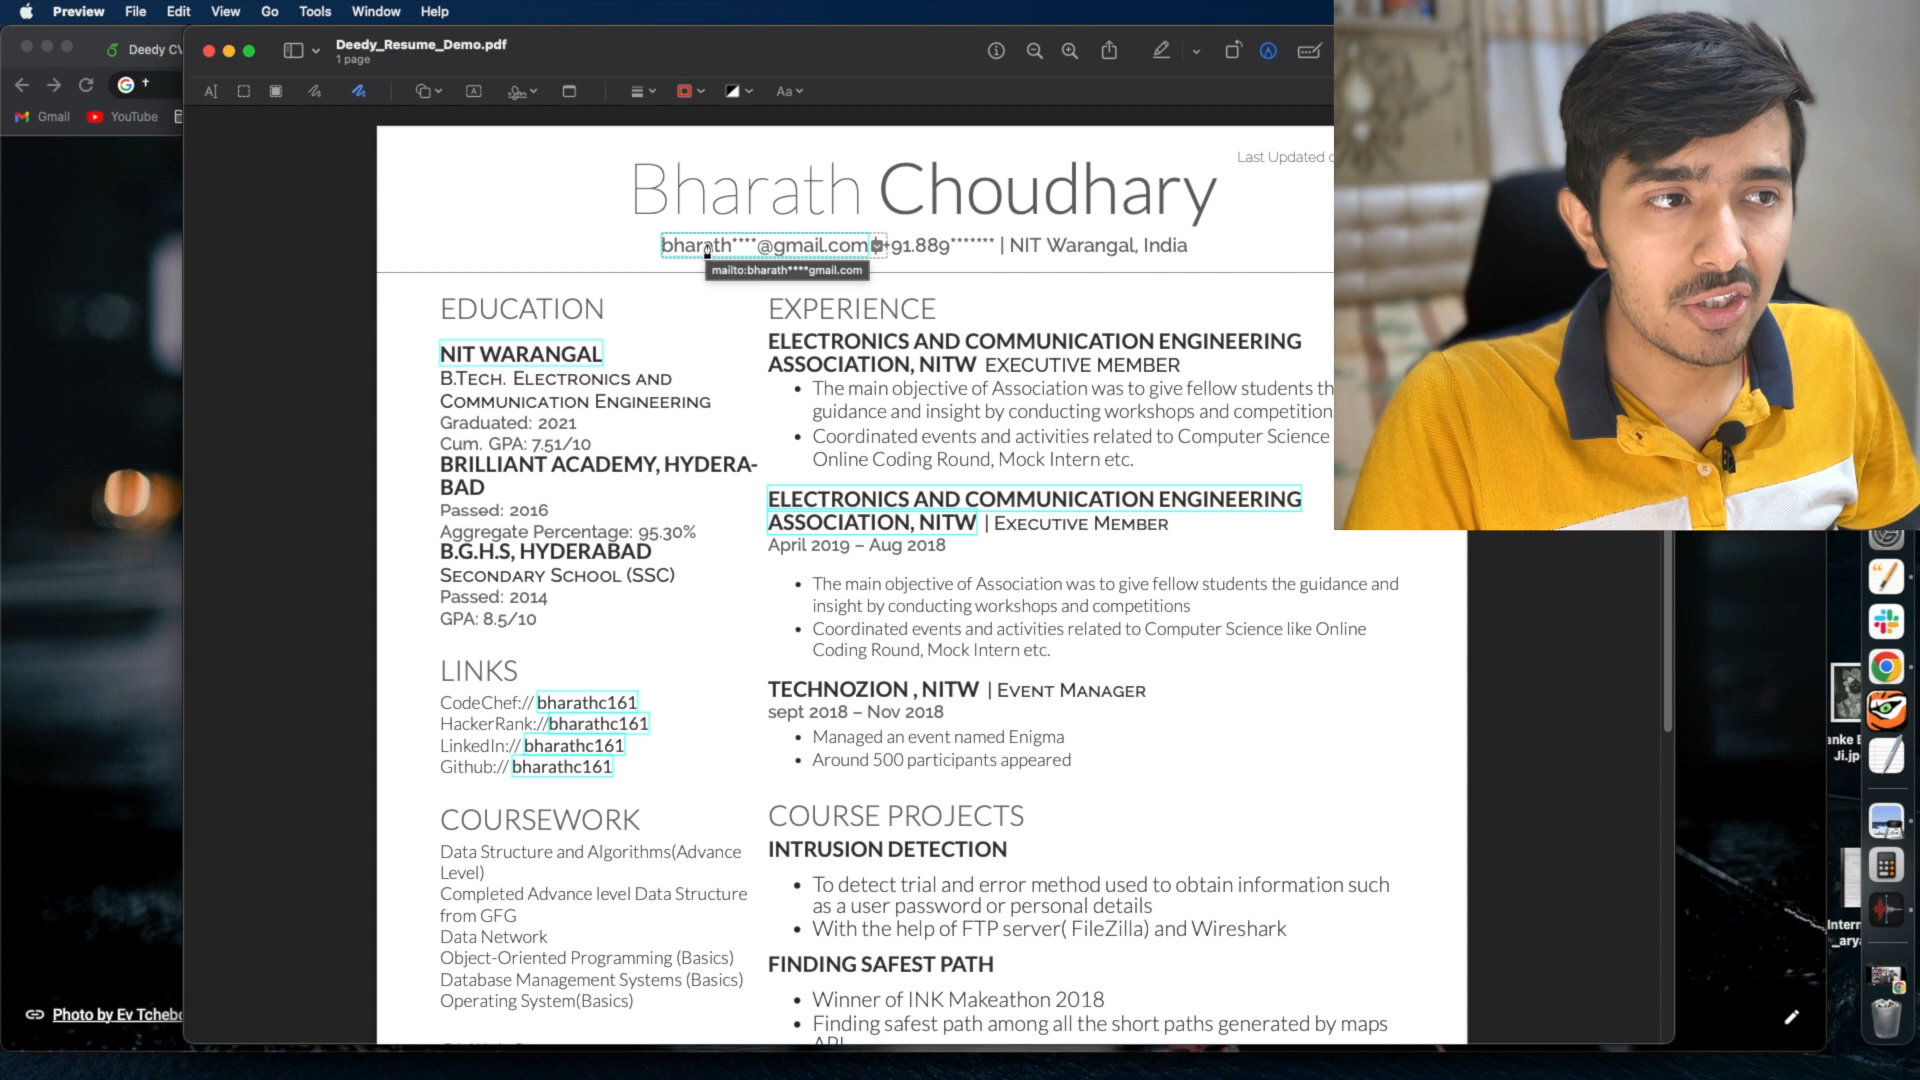 Preview File Edit View Go Tools Window Help
Deedy CV
Deedy_Resume_Demo.pdf
1 page
Gmail YouTube
Last Updated
Bharath Choudhary
bharath****@gmail.com +91.889******* | NIT Warangal, India
mailto:bharath****gmail.com
EDUCATION
NIT WARANGAL
B.TECH. ELECTRONICS AND
COMMUNICATION ENGINEERING
Graduated: 2021
Cum. GPA: 7.51/10
BRILLIANT ACADEMY, HYDERA-
BAD
Passed: 2016
Aggregate Percentage: 95.30%
B.G.H.S, HYDERABAD
SECONDARY SCHOOL (SSC)
Passed: 2014
GPA: 8.5/10
LINKS
CodeChef:// bharathc161
HackerRank://bharathc161
LinkedIn:// bharathc161
Github:// bharathc161
COURSEWORK
Data Structure and Algorithms(Advance
Level)
Completed Advance level Data Structure
from GFG
Data Network
Object-Oriented Programming (Basics)
Database Management Systems (Basics)
Operating System(Basics)
EXPERIENCE
ELECTRONICS AND COMMUNICATION ENGINEERING
ASSOCIATION, NITW EXECUTIVE MEMBER
• The main objective of Association was to give fellow students th
guidance and insight by conducting workshops and competition
• Coordinated events and activities related to Computer Science
Online Coding Round, Mock Intern etc.
ELECTRONICS AND COMMUNICATION ENGINEERING
ASSOCIATION, NITW | EXECUTIVE MEMBER
April 2019 – Aug 2018
• The main objective of Association was to give fellow students the guidance and
insight by conducting workshops and competitions
• Coordinated events and activities related to Computer Science like Online
Coding Round, Mock Intern etc.
TECHNOZION , NITW | EVENT MANAGER
sept 2018 – Nov 2018
• Managed an event named Enigma
• Around 500 participants appeared
COURSE PROJECTS
INTRUSION DETECTION
• To detect trial and error method used to obtain information such
as a user password or personal details
• With the help of FTP server( FileZilla) and Wireshark
FINDING SAFEST PATH
• Winner of INK Makeathon 2018
• Finding safest path among all the short paths generated by maps
API
Photo by Ev Tchebo
anke B
Ji.jp
Intern
_ary